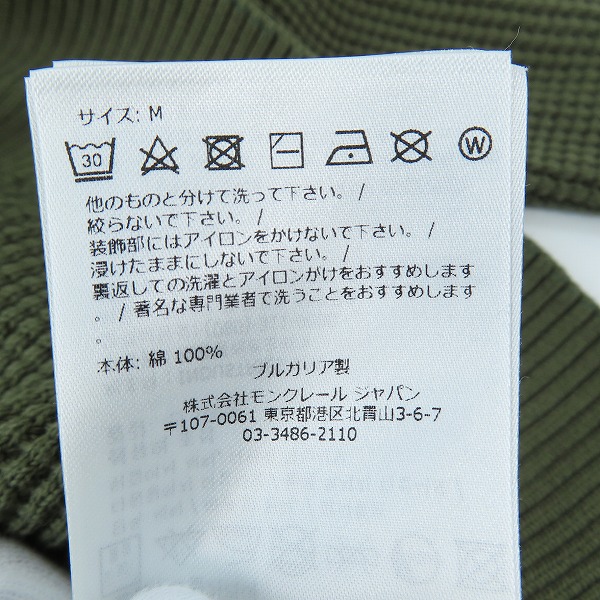 サイズ: M
30
W
他のものと分けて洗って下さい。 /
絞らないで下さい。 /
装飾部にはアイロンをかけないで下さい。 /
浸けたままにしないで下さい。 /
裏返しての洗濯とアイロンがけをおすすめします
。 / 著名な専門業者で洗うことをおすすめします
。
本体: 綿 100%
ブルガリア製
株式会社モンクレール ジャパン
〒107-0061 東京都港区北青山3-6-7
03-3486-2110